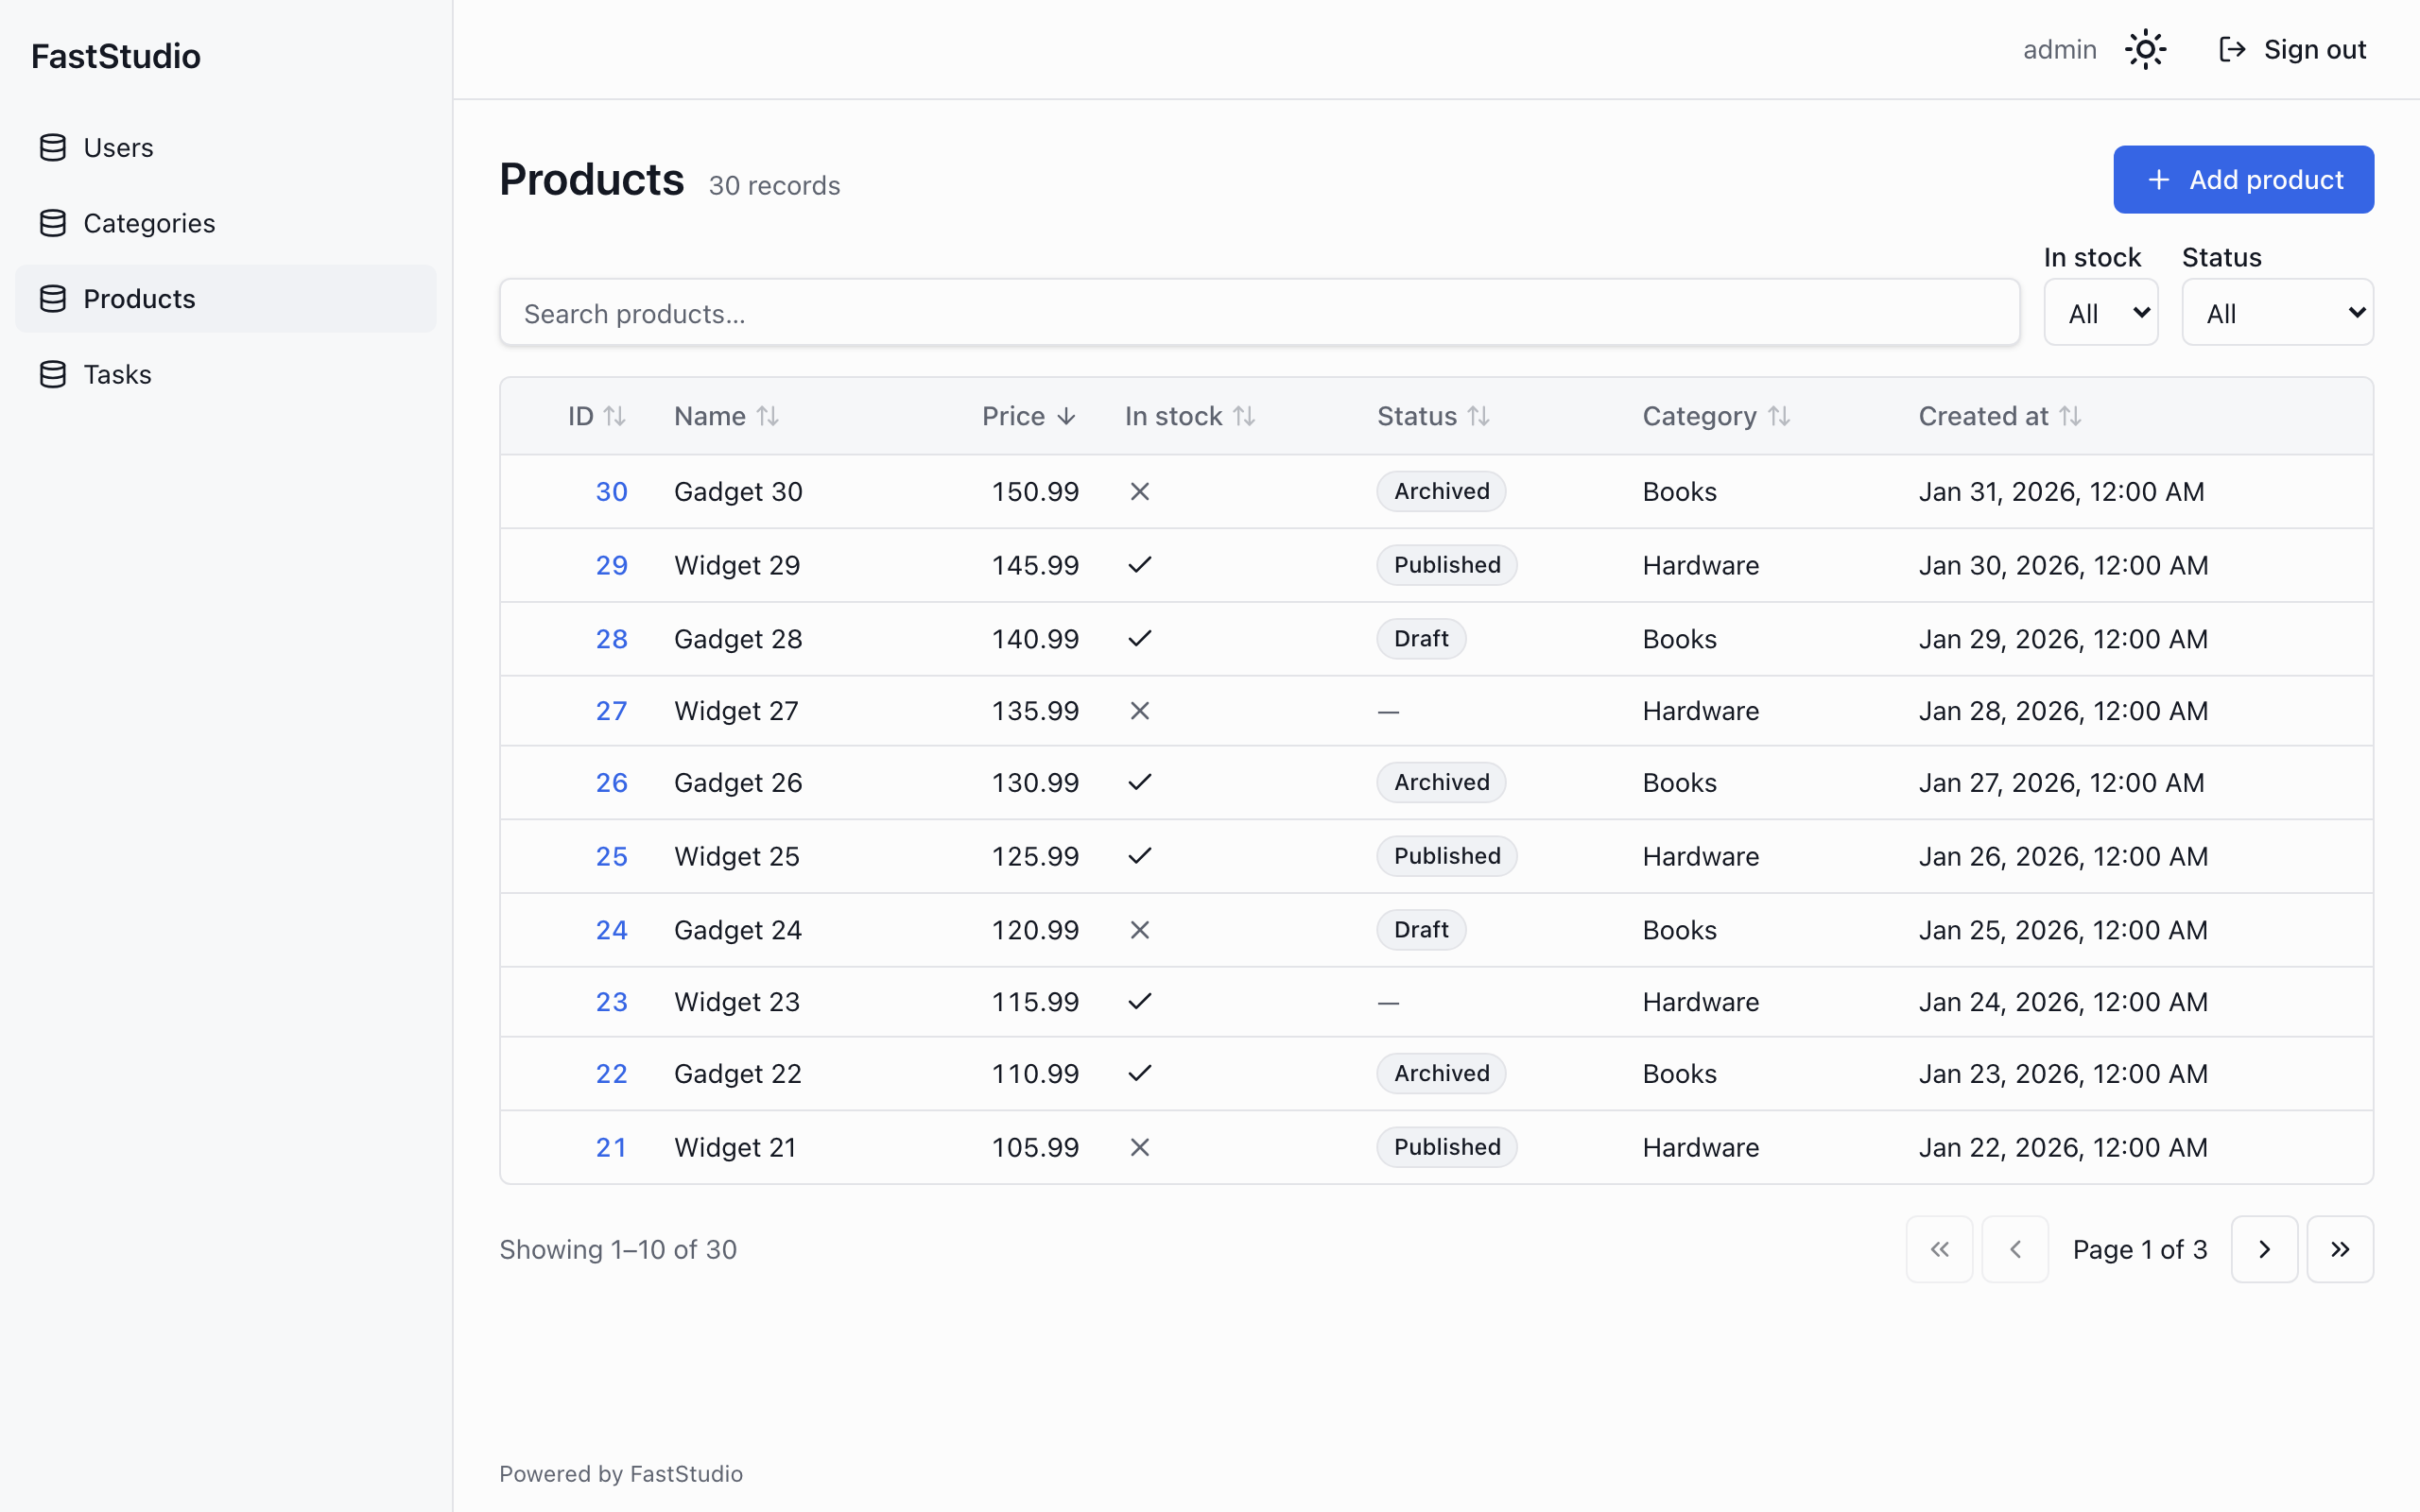 FastStudio
Users
Categories
Products
Tasks
admin
Sign out
Products 30 records
Add product
In stock
Status
Search products...
All
All
ID Name Price In stock Status Category Created at
30 Gadget 30 150.99 Archived Books Jan 31, 2026, 12:00 AM
29 Widget 29 145.99 Published Hardware Jan 30, 2026, 12:00 AM
28 Gadget 28 140.99 Draft Books Jan 29, 2026, 12:00 AM
27 Widget 27 135.99 — Hardware Jan 28, 2026, 12:00 AM
26 Gadget 26 130.99 Archived Books Jan 27, 2026, 12:00 AM
25 Widget 25 125.99 Published Hardware Jan 26, 2026, 12:00 AM
24 Gadget 24 120.99 Draft Books Jan 25, 2026, 12:00 AM
23 Widget 23 115.99 — Hardware Jan 24, 2026, 12:00 AM
22 Gadget 22 110.99 Archived Books Jan 23, 2026, 12:00 AM
21 Widget 21 105.99 Published Hardware Jan 22, 2026, 12:00 AM
Showing 1–10 of 30
Page 1 of 3
Powered by FastStudio